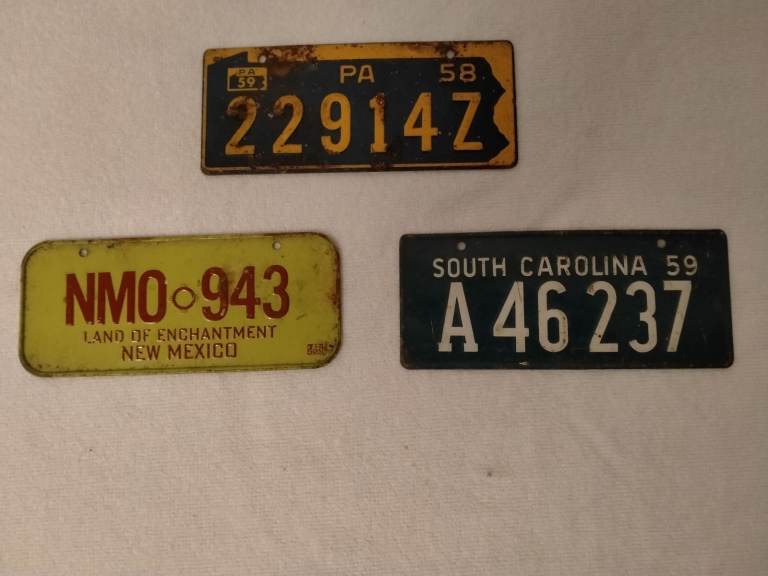 PA
59
PA 58
22914Z
NMO 943
LAND OF ENCHANTMENT
NEW MEXICO
SOUTH CAROLINA 59
A 46 237